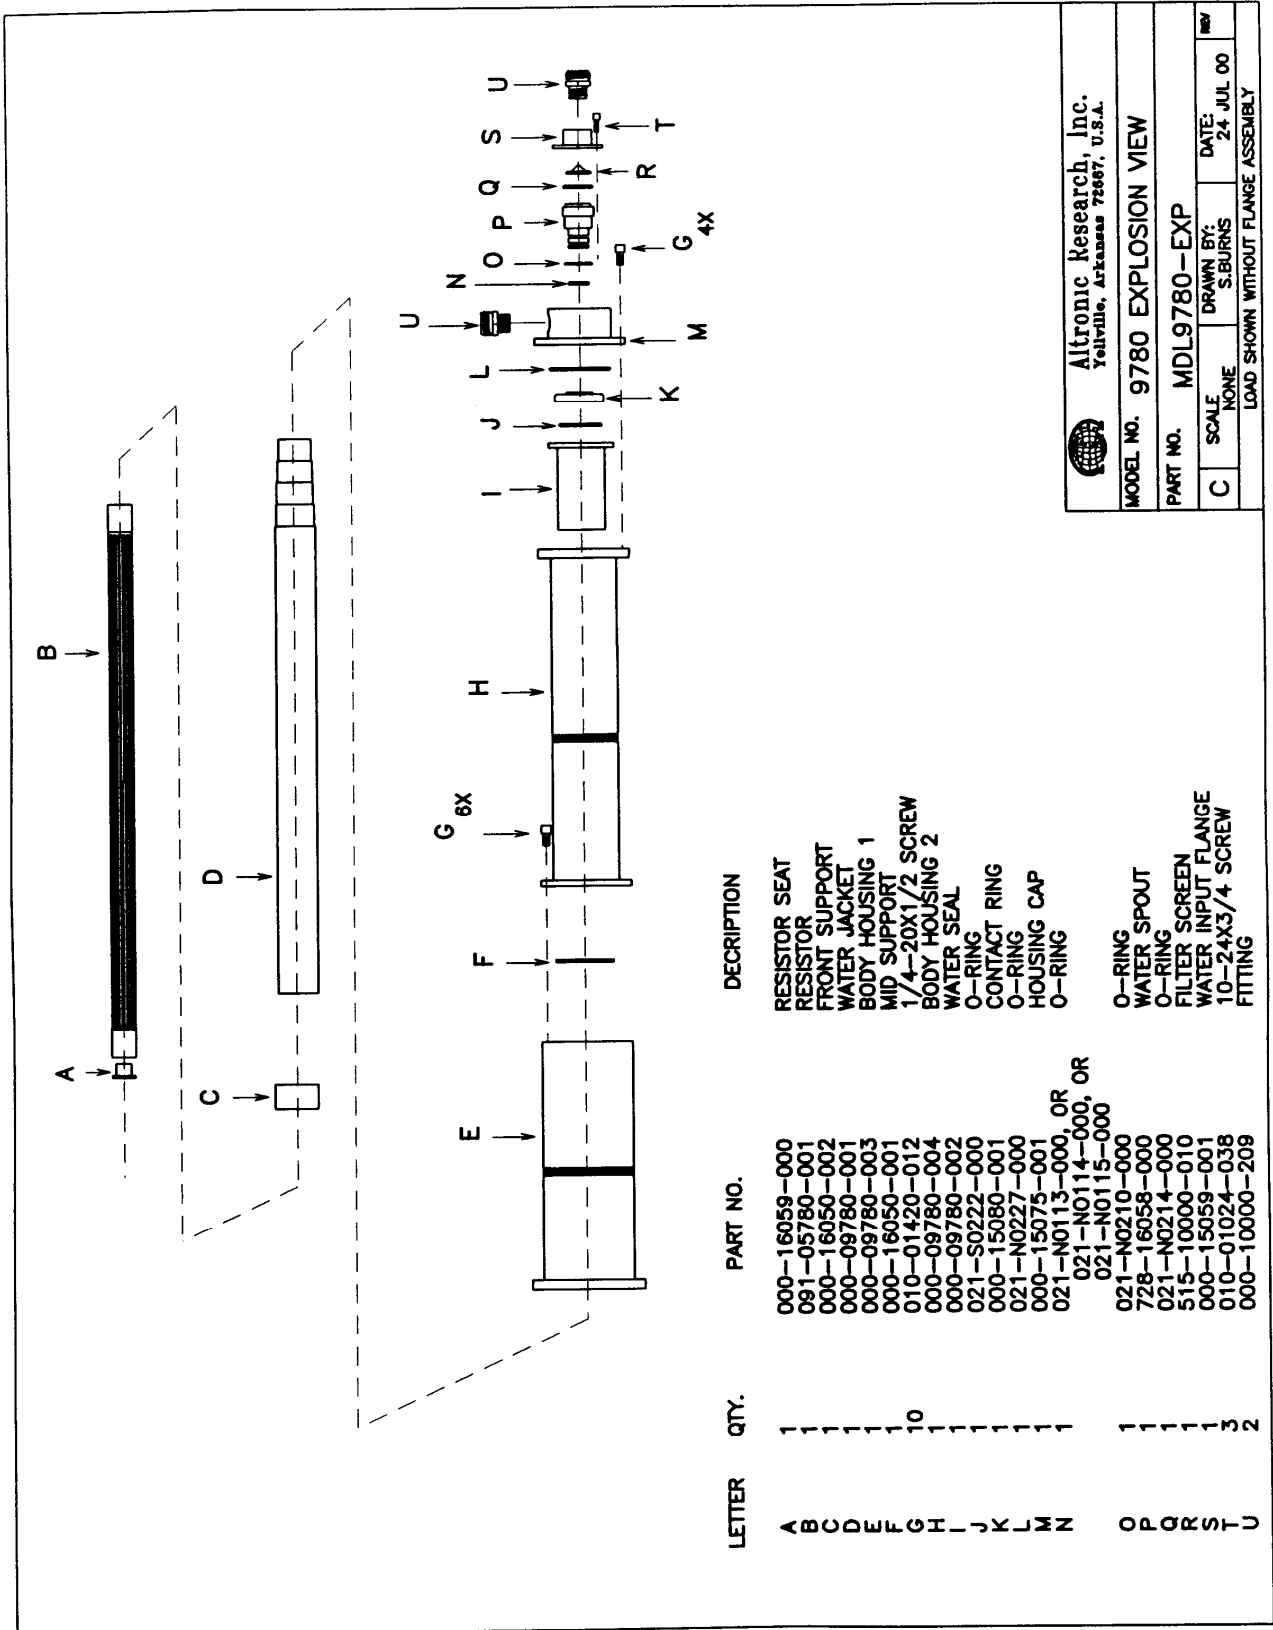 B
A
D
C
H
G 6X
F
E
U
U
S
T
Q
R
P
O
N
G 4X
M
L
K
J
I
LETTER QTY. PART NO. DECRIPTION
A 1 000-16059-000 RESISTOR SEAT
B 1 091-05780-001 RESISTOR
C 1 000-16050-002 FRONT SUPPORT
D 1 000-09780-001 WATER JACKET
E 1 000-09780-003 BODY HOUSING 1
F 1 000-16050-001 MID SUPPORT
G 10 010-01420-012 1/4-20X1/2 SCREW
H 1 000-09780-004 BODY HOUSING 2
I 1 000-09780-002 WATER SEAL
J 1 021-S0222-000 O-RING
K 1 000-15080-001 CONTACT RING
L 1 021-N0227-000 O-RING
M 1 000-15075-001 HOUSING CAP
N 1 021-N0113-000, OR O-RING
021-N0114-000, OR
021-N0115-000
O 1 021-N0210-000 O-RING
P 1 728-16058-000 WATER SPOUT
Q 1 021-N0214-000 O-RING
R 1 515-10000-010 FILTER SCREEN
S 1 000-15059-001 WATER INPUT FLANGE
T 3 010-01024-038 10-24X3/4 SCREW
U 2 000-10000-209 FITTING
Altronic Research, Inc.
Yellville, Arkansas 72687, U.S.A.
MODEL NO. 9780 EXPLOSION VIEW
PART NO. MDL9780-EXP
C SCALE NONE DRAWN BY: S.BURNS DATE: 24 JUL 00 REV
LOAD SHOWN WITHOUT FLANGE ASSEMBLY